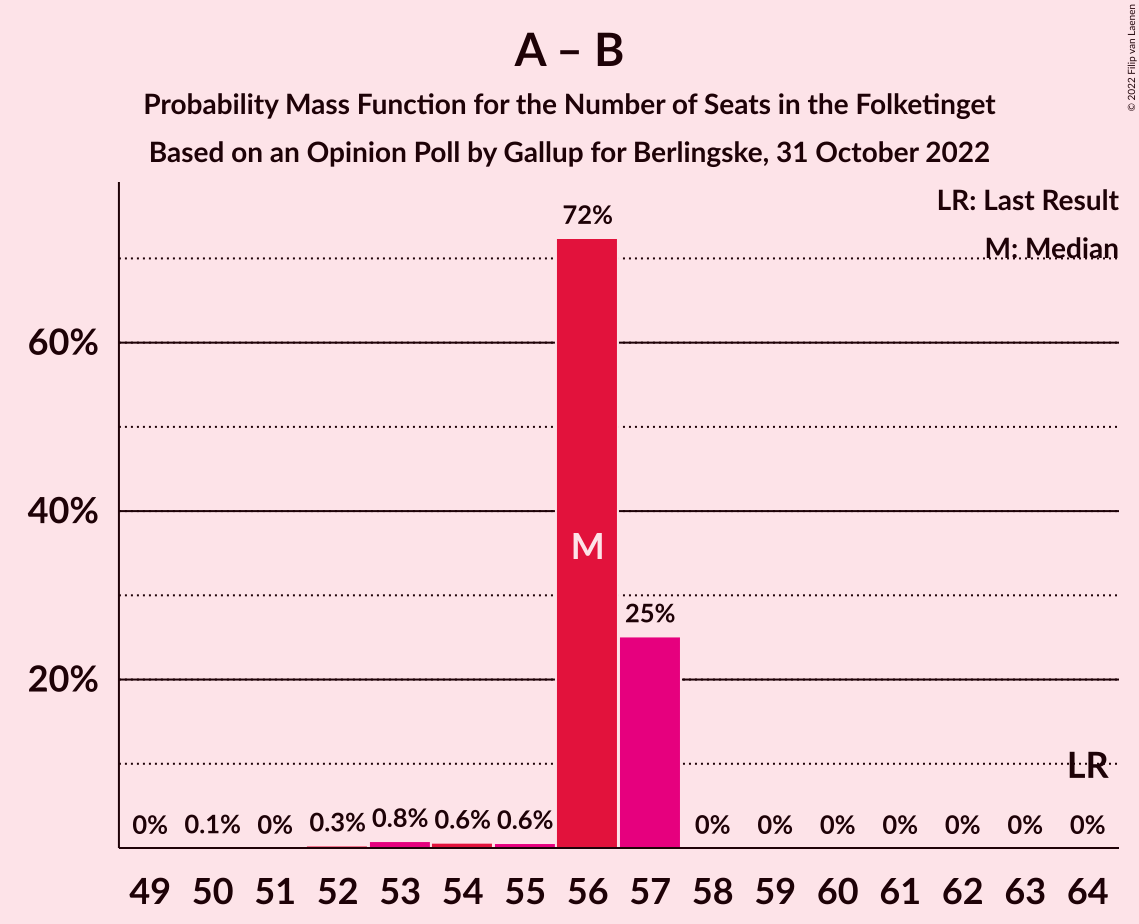 A – B
Probability Mass Function for the Number of Seats in the Folketinget
Based on an Opinion Poll by Gallup for Berlingske, 31 October 2022
© 2022 Filip van Laenen
LR: Last Result
M: Median
72%
60%
40%
M
25%
20%
LR
0% 0.1% 0% 0.3% 0.8% 0.6% 0.6% 0% 0% 0% 0% 0% 0% 0%
49 50 51 52 53 54 55 56 57 58 59 60 61 62 63 64